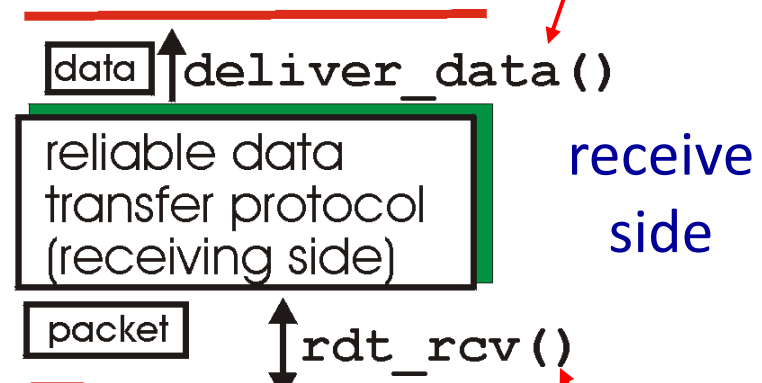 data deliver_data()
reliable data
transfer protocol
(receiving side)
receive
side
packet rdt_rcv()